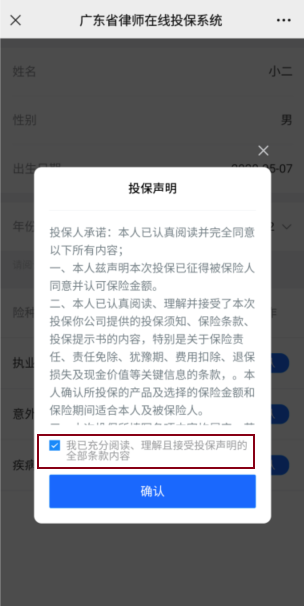 广东省律师在线投保系统
姓名
小二
性别
男
投保声明
投保人承诺：本人已认真阅读并完全同意
以下所有内容；
一、本人兹声明本次投保已征得被保险人
同意并认可保险金额。
二、本人已认真阅读、理解并接受了本次
投保你公司提供的投保须知、保险条款、
投保提示书的内容，特别是关于保险责
任、责任免除、犹豫期、费用扣除、退保
损失及现金价值等关键信息的条款，。本
人确认所投保的产品及选择的保险金额和
保险期间适合本人及被保险人。
我已充分阅读、理解且接受投保声明的
全部条款内容
确认
年份
险种
执业
意外
疾病